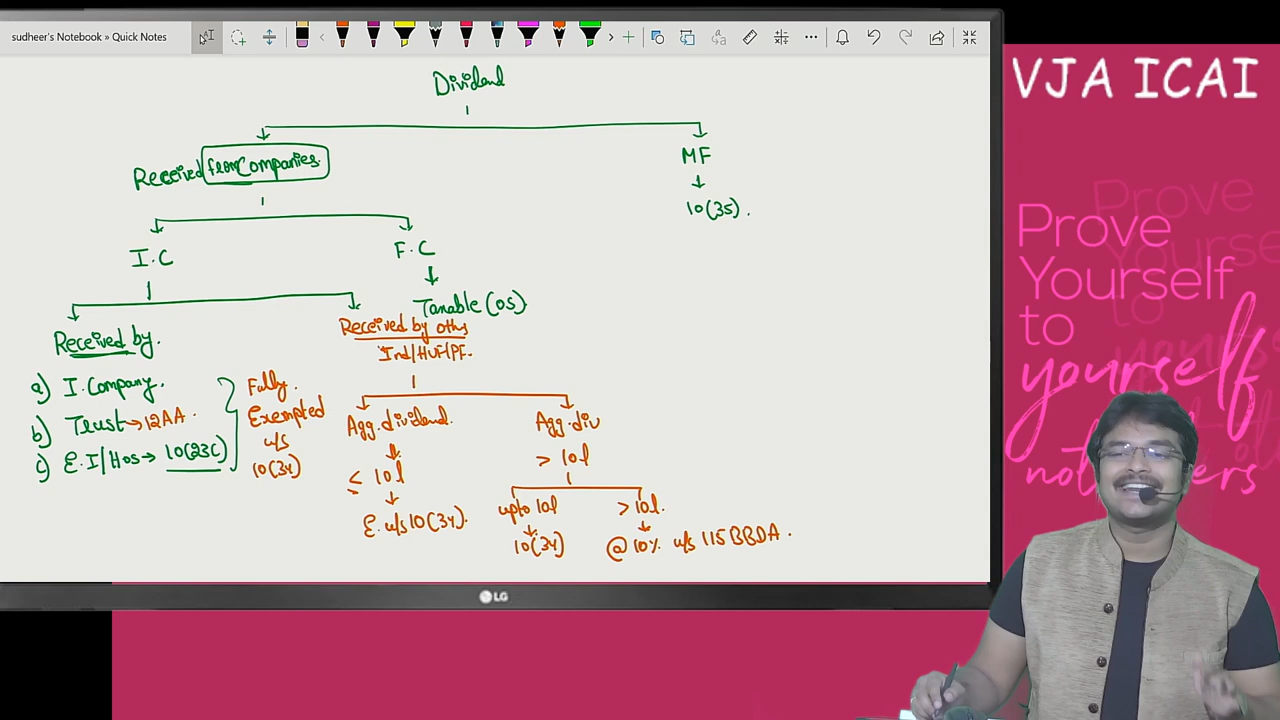 sudheer's Notebook » Quick Notes
VJA ICAI
Dividend
Received from Companies.
MF
10(35).
I.C
F.C
Taxable (OS)
Received by.
a) I. Company.
b) Trust → 12AA.
c) E.I/Hos → 10(23C)
Fully.
Exempted
u/s
10(34)
Received by oths
Ind/HUF/PF.
Agg. dividend.
≤ 10l
E. u/s 10(34).
Agg. div
> 10l
upto 10l
10(34)
> 10l.
@ 10% u/s 115BBDA.
LG
Prove
Yourself
to
yourself
not